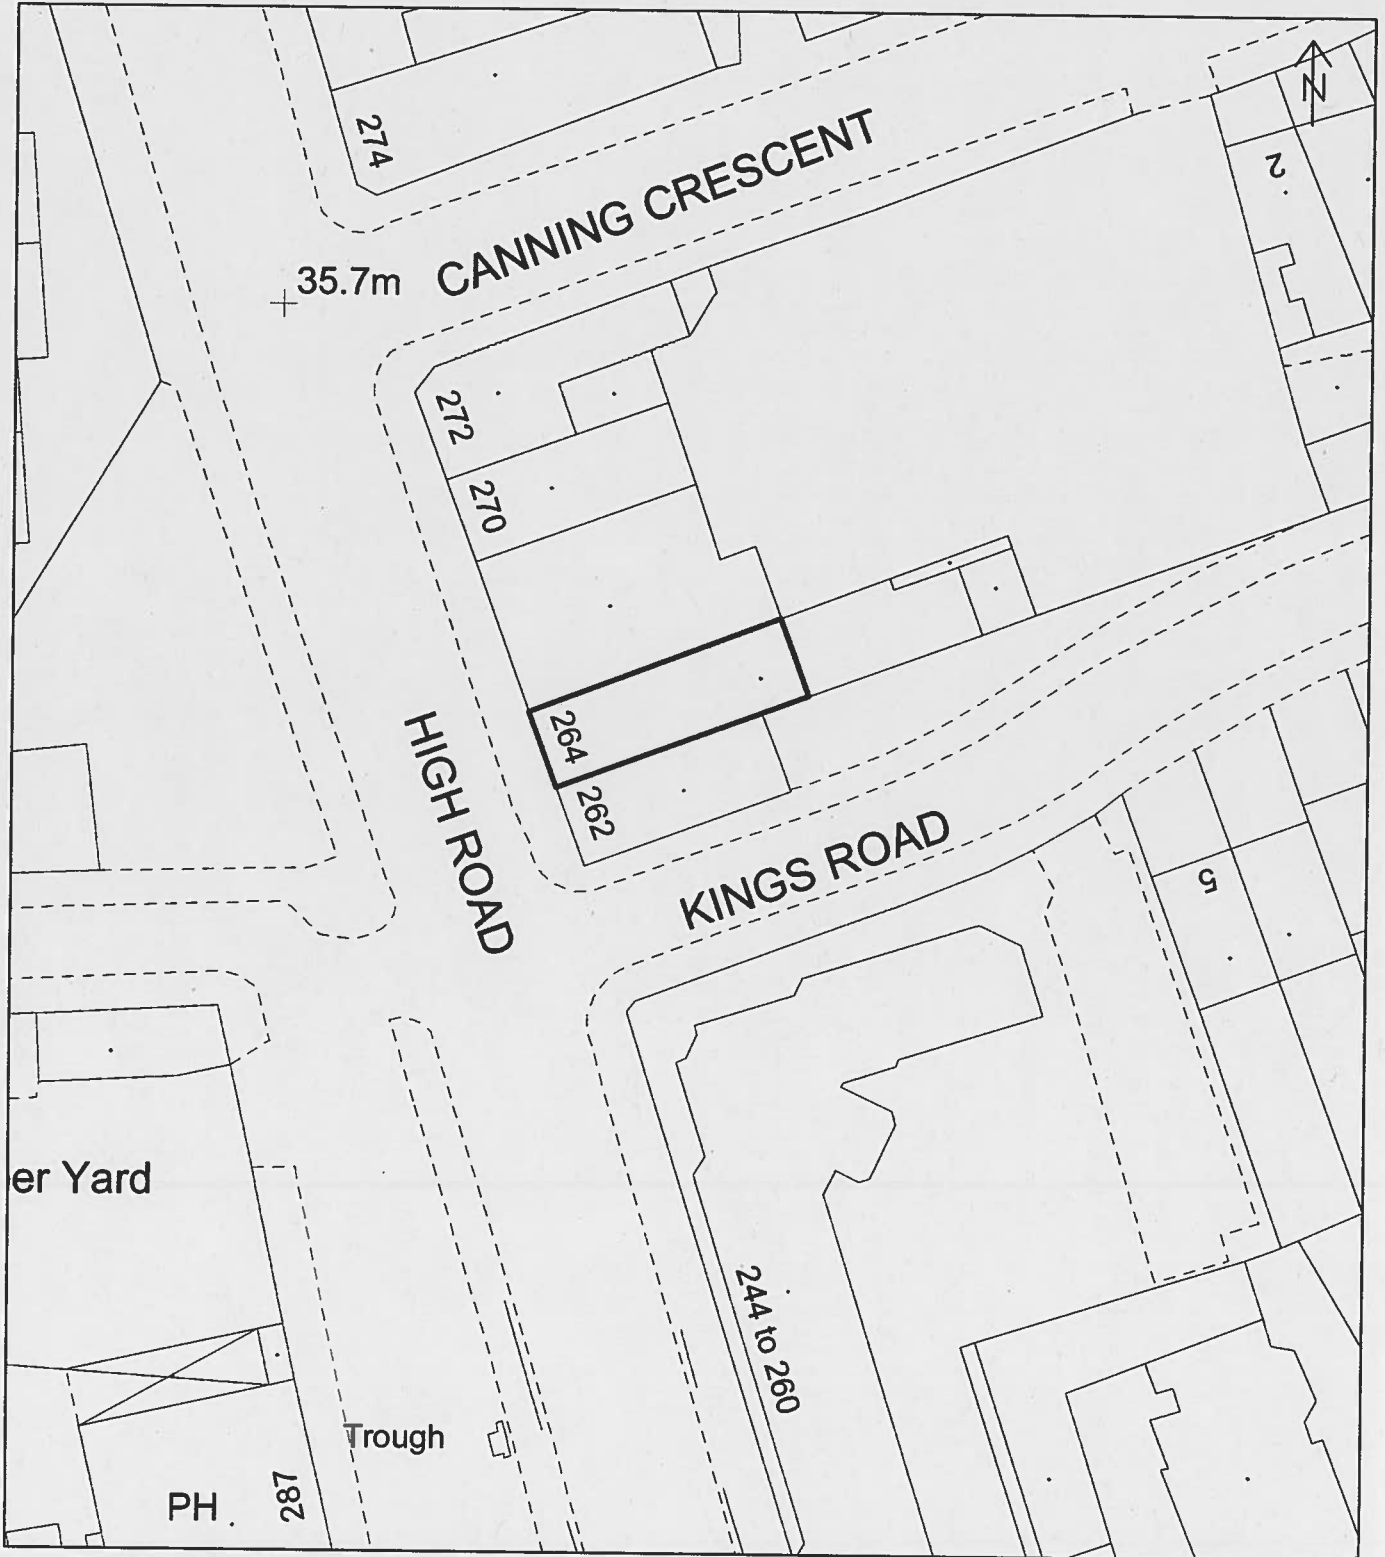 N
274
CANNING CRESCENT
2
35.7m
272
270
264
262
HIGH ROAD
KINGS ROAD
5
er Yard
244 to 260
Trough
PH
287